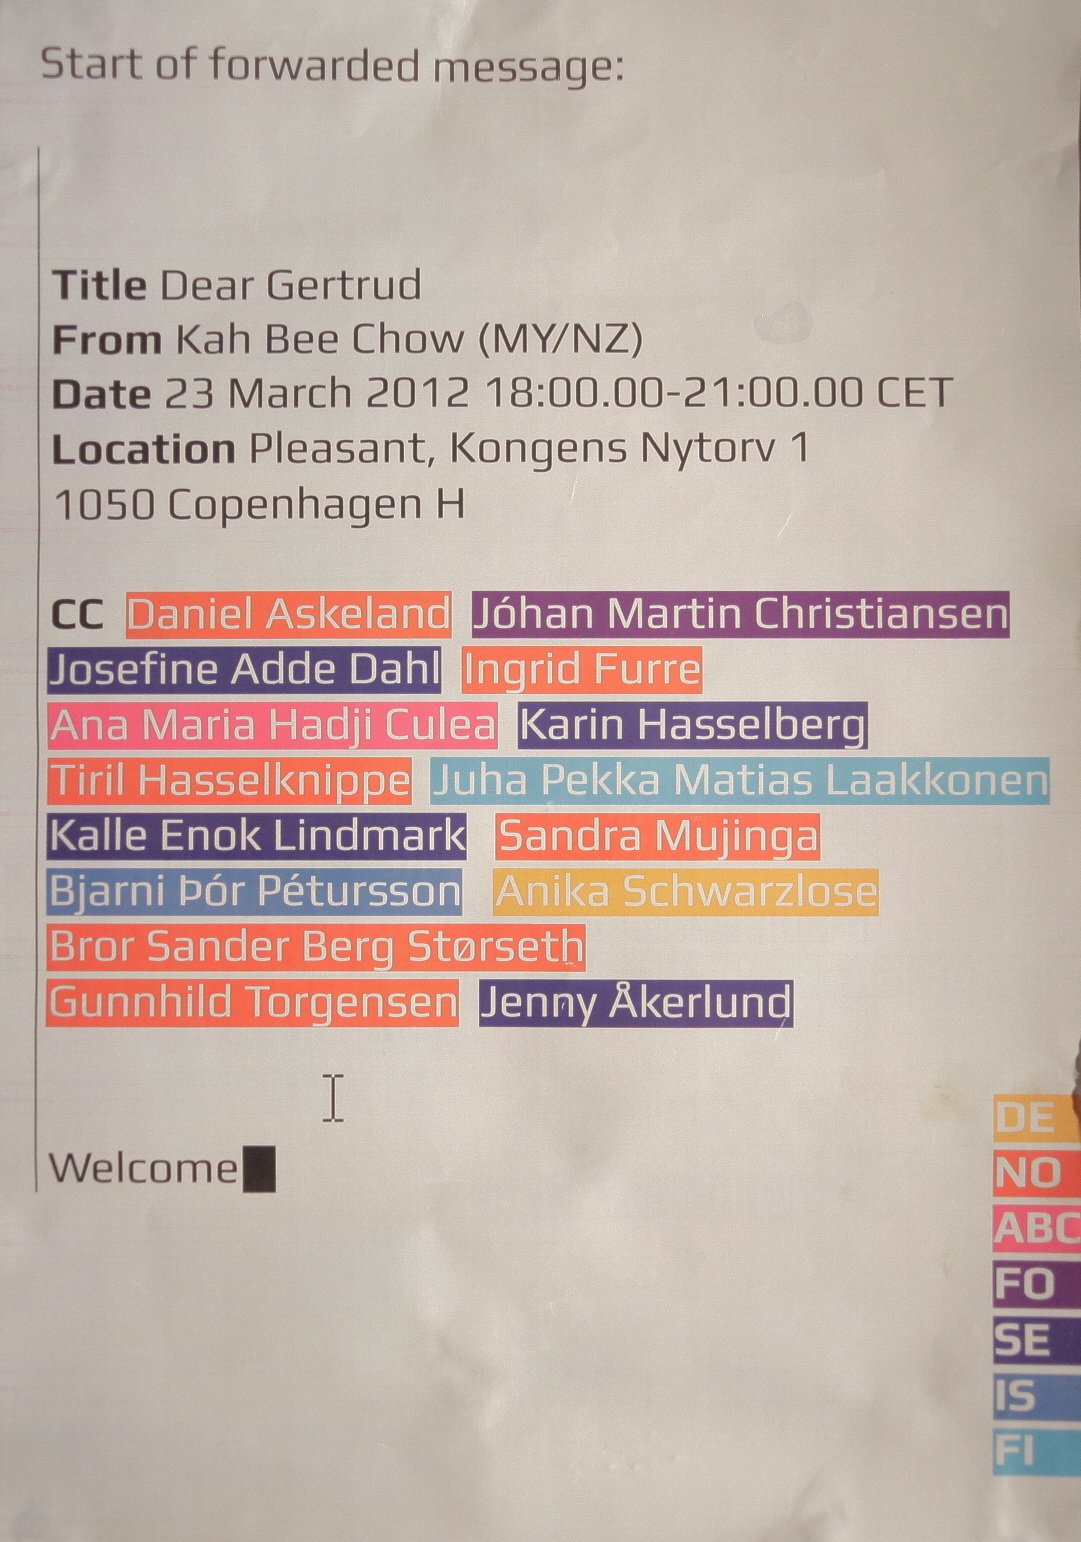 Start of forwarded message:
Title Dear Gertrud
From Kah Bee Chow (MY/NZ)
Date 23 March 2012 18:00.00-21:00.00 CET
Location Pleasant, Kongens Nytorv 1
1050 Copenhagen H
CC Daniel Askeland Jóhan Martin Christiansen
Josefine Adde Dahl Ingrid Furre
Ana Maria Hadji Culea Karin Hasselberg
Tiril Hasselknippe Juha Pekka Matias Laakkonen
Kalle Enok Lindmark Sandra Mujinga
Bjarni Þór Pétursson Anika Schwarzlose
Bror Sander Berg Størseth
Gunnhild Torgensen Jenny Åkerlund
Welcome
DE
NO
ABC
FO
SE
IS
FI